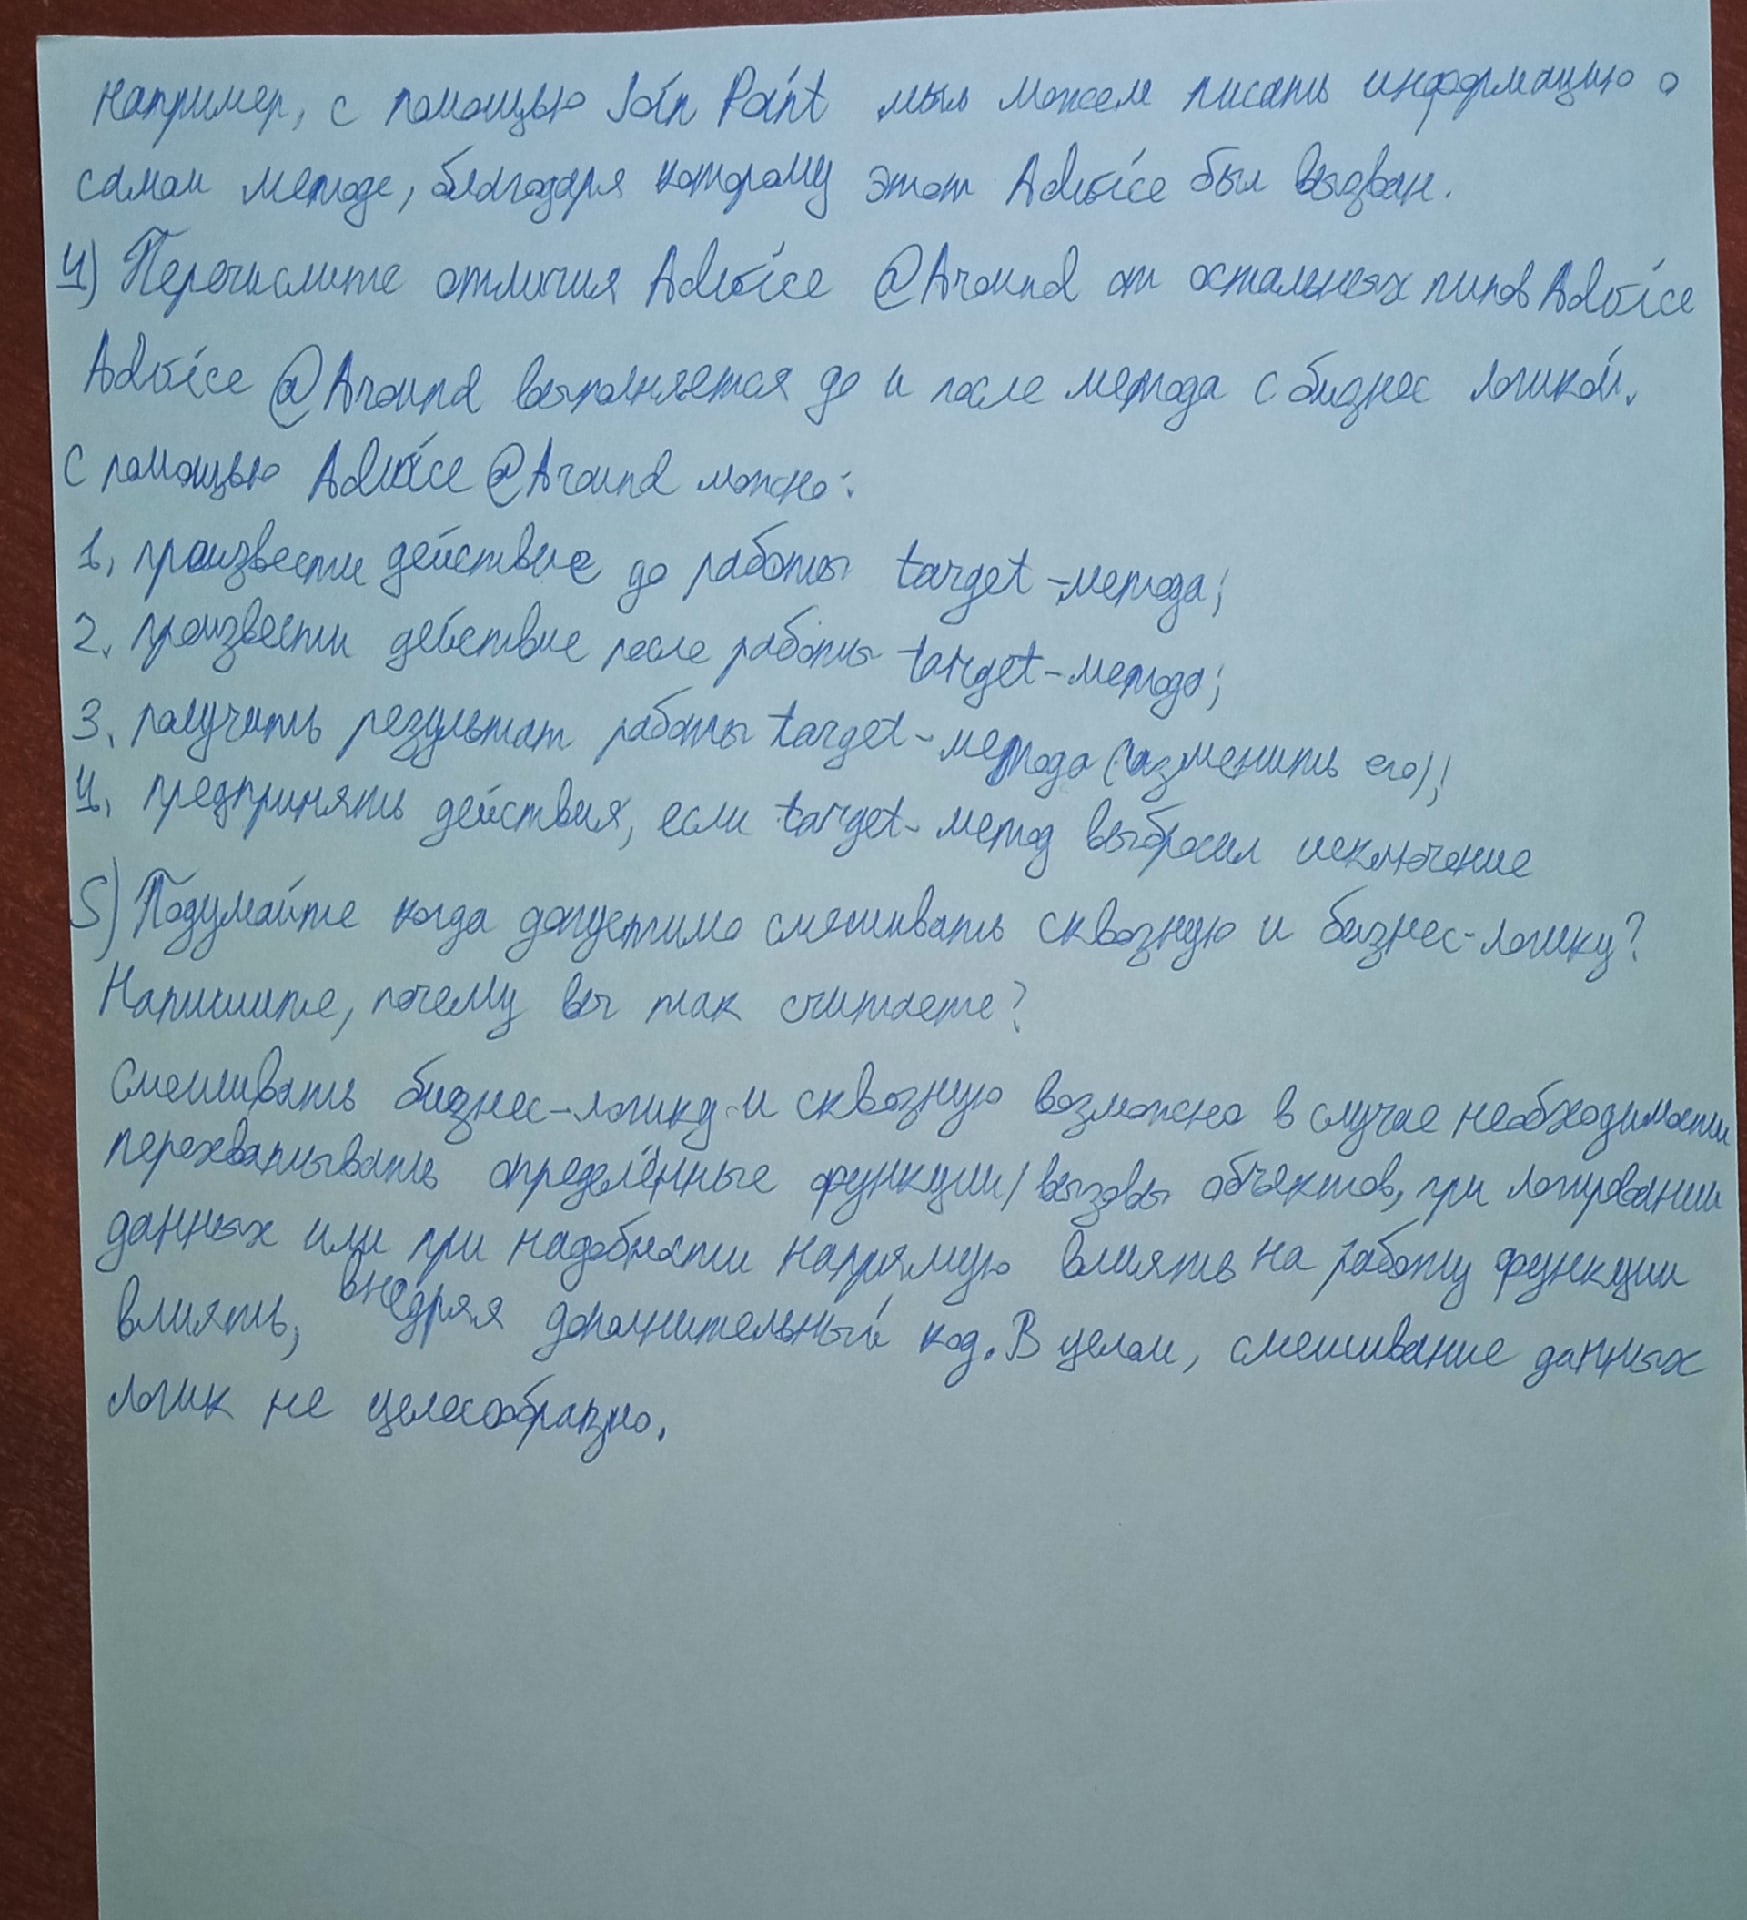 Например, с помощью Join Point мы можем писать информацию о
самом методе, благодаря которому этот Advice был вызван.
4) Перечислите отличия Advice @Around от остальных типов Advice
Advice @Around выполняется до и после метода с бизнес логикой.
С помощью Advice @Around можно:
1. произвести действие до работы target-метода;
2. произвести действие после работы target-метода;
3. получить результат работы target-метода (изменить его);
4. предпринять действия, если target-метод выбросил исключение
5) Подумайте когда допустимо смешивать сквозную и бизнес-логику?
Напишите, почему вы так считаете?
Смешивать бизнес-логику и сквозную возможно в случае необходимости
перехватывать определённые функции/вызовы объектов, при логировании
данных или при надобности напрямую влиять на работу функции
влиять, внедряя дополнительный код. В целом, смешивание данных
логик не целесообразно.